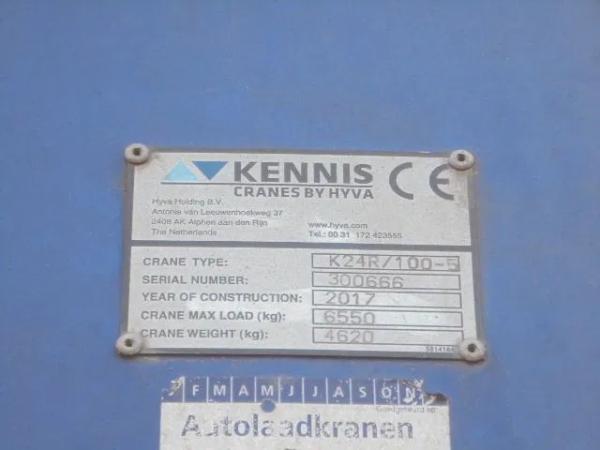 KENNIS CE
CRANES BY HYVA
Hyva Holding B.V.
Antonie van Leeuwenhoekweg 37
2408 AK Alphen aan den Rijn www.hyva.com
The Netherlands Tel.: 00 31 172 423555
CRANE TYPE: K24R/100-5
SERIAL NUMBER: 300666
YEAR OF CONSTRUCTION: 2017
CRANE MAX LOAD (kg): 6550
CRANE WEIGHT (kg): 4620
J F M A M J J A S O N
Goedgekeurd
Autolaadkranen